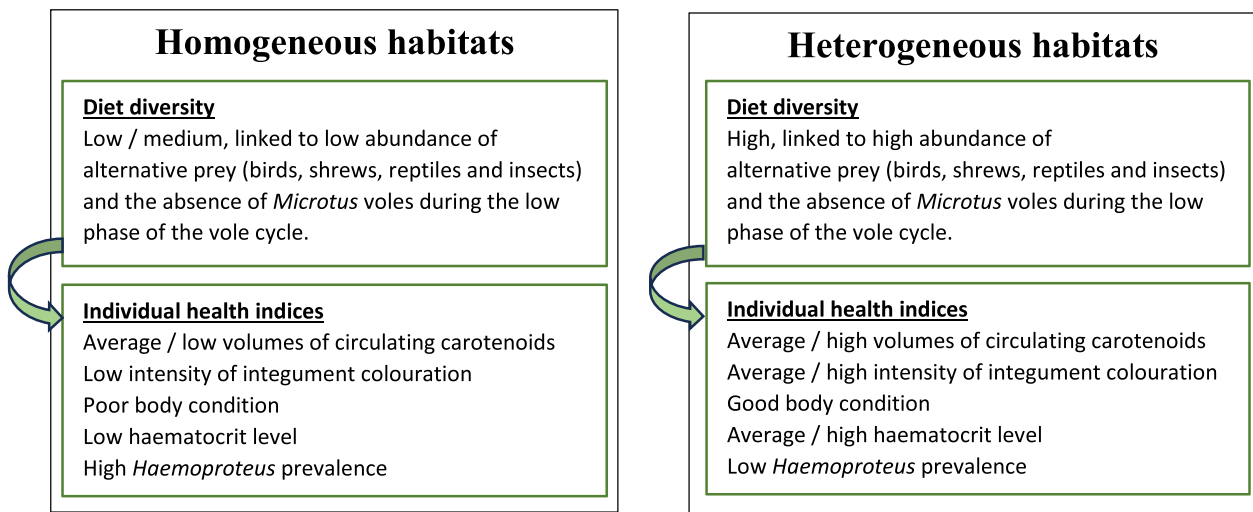 Homogeneous habitats
Diet diversity
Low / medium, linked to low abundance of
alternative prey (birds, shrews, reptiles and insects)
and the absence of Microtus voles during the low
phase of the vole cycle.
Individual health indices
Average / low volumes of circulating carotenoids
Low intensity of integument colouration
Poor body condition
Low haematocrit level
High Haemoproteus prevalence
Heterogeneous habitats
Diet diversity
High, linked to high abundance of
alternative prey (birds, shrews, reptiles and insects)
and the absence of Microtus voles during the low
phase of the vole cycle.
Individual health indices
Average / high volumes of circulating carotenoids
Average / high intensity of integument colouration
Good body condition
Average / high haematocrit level
Low Haemoproteus prevalence